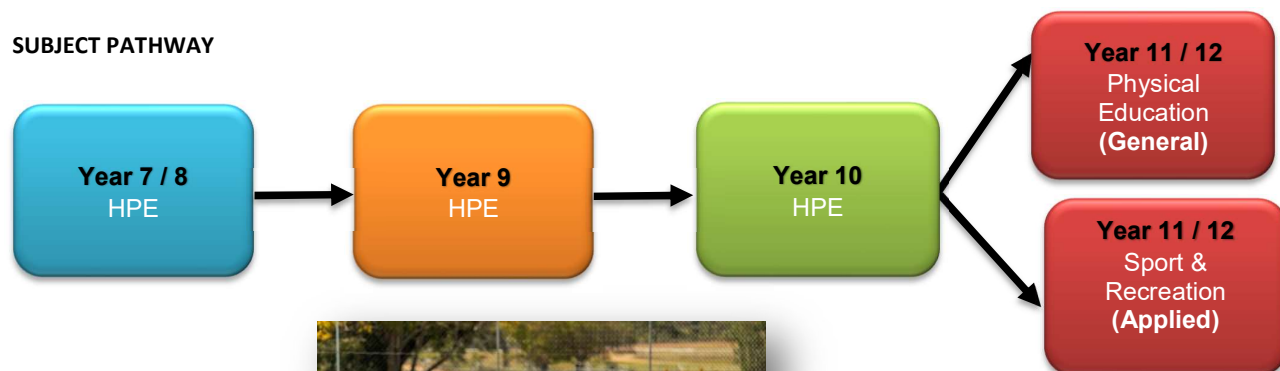 SUBJECT PATHWAY
Year 7 / 8
HPE
Year 9
HPE
Year 10
HPE
Year 11 / 12
Physical
Education
(General)
Year 11 / 12
Sport &
Recreation
(Applied)